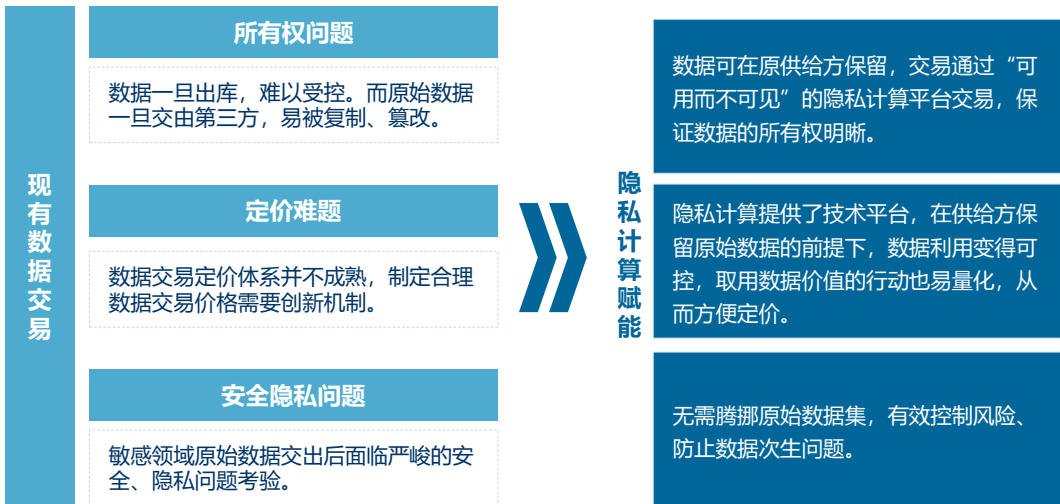 现有数据交易
所有权问题
数据一旦出库，难以受控。而原始数据
一旦交由第三方，易被复制、篡改。
定价难题
数据交易定价体系并不成熟，制定合理
数据交易价格需要创新机制。
安全隐私问题
敏感领域原始数据交出后面临严峻的安
全、隐私问题考验。
隐私计算赋能
数据可在原供给方保留，交易通过“可
用而不可见”的隐私计算平台交易，保
证数据的所有权明晰。
隐私计算提供了技术平台，在供给方保
留原始数据的前提下，数据利用变得可
控，取用数据价值的行动也易量化，从
而方便定价。
无需腾挪原始数据集，有效控制风险、
防止数据次生问题。